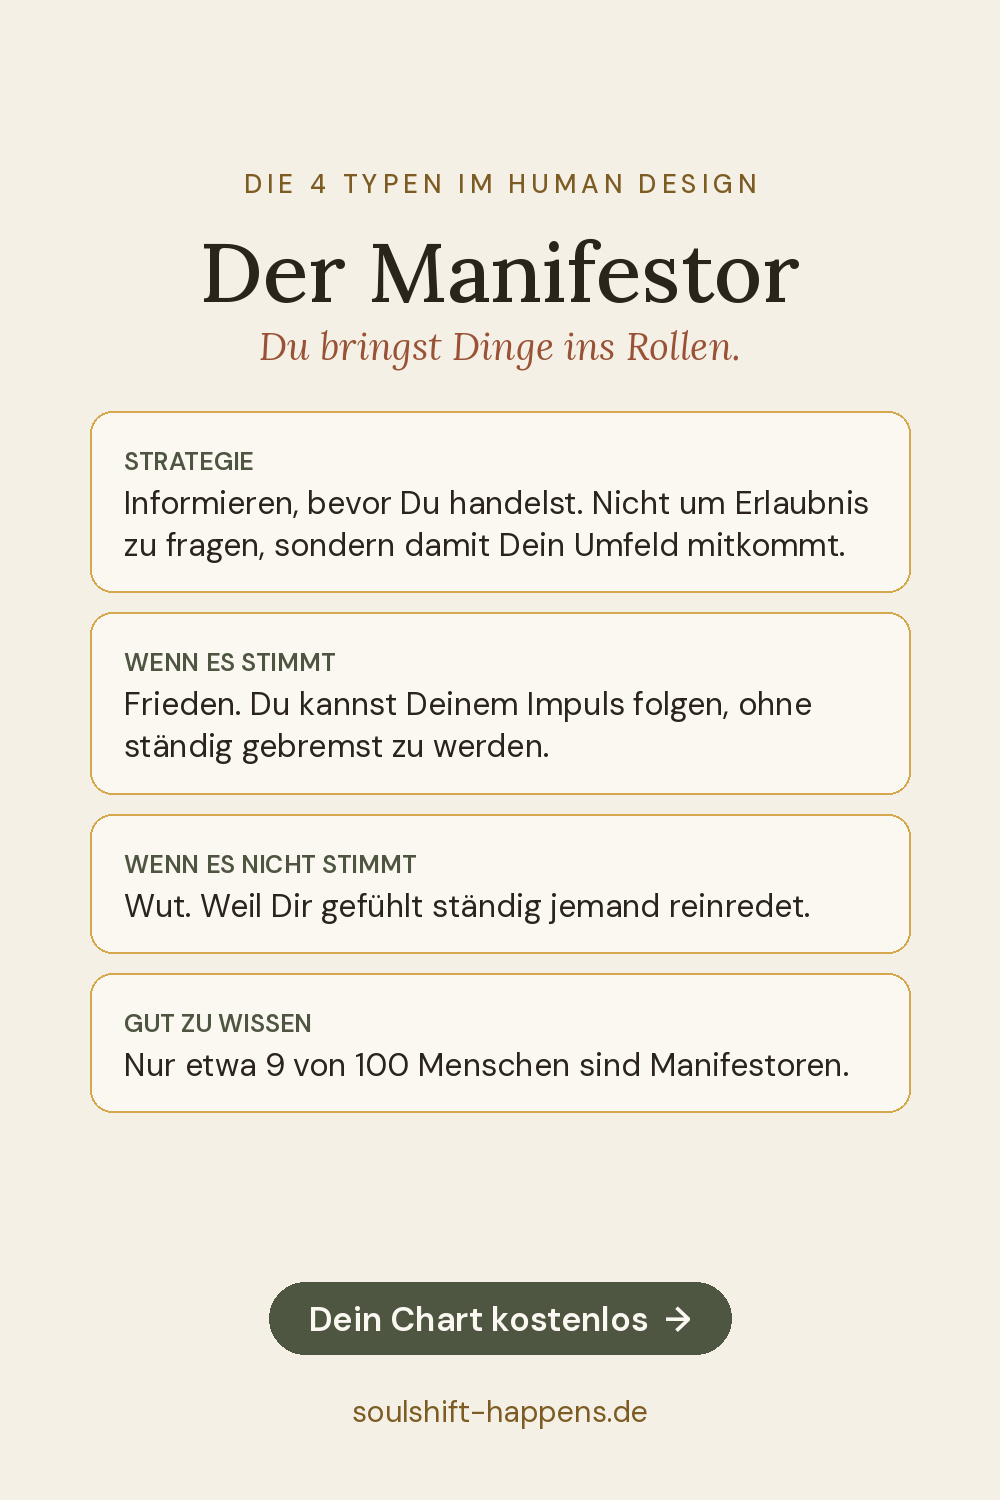 DIE 4 TYPEN IM HUMAN DESIGN
Der Manifestor
Du bringst Dinge ins Rollen.
STRATEGIE
Informieren, bevor Du handelst. Nicht um Erlaubnis
zu fragen, sondern damit Dein Umfeld mitkommt.
WENN ES STIMMT
Frieden. Du kannst Deinem Impuls folgen, ohne
ständig gebremst zu werden.
WENN ES NICHT STIMMT
Wut. Weil Dir gefühlt ständig jemand reinredet.
GUT ZU WISSEN
Nur etwa 9 von 100 Menschen sind Manifestoren.
Dein Chart kostenlos →
soulshift-happens.de